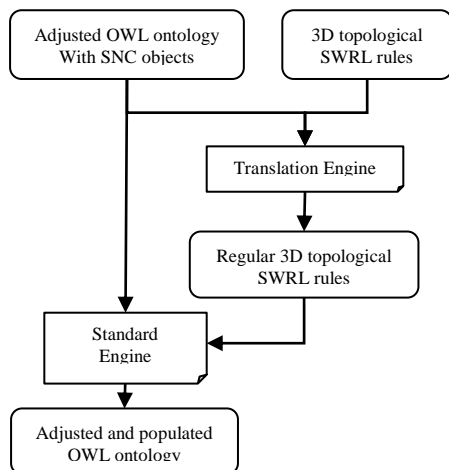 Adjusted OWL ontology
With SNC objects
3D topological
SWRL rules
Translation Engine
Regular 3D topological
SWRL rules
Standard
Engine
Adjusted and populated
OWL ontology